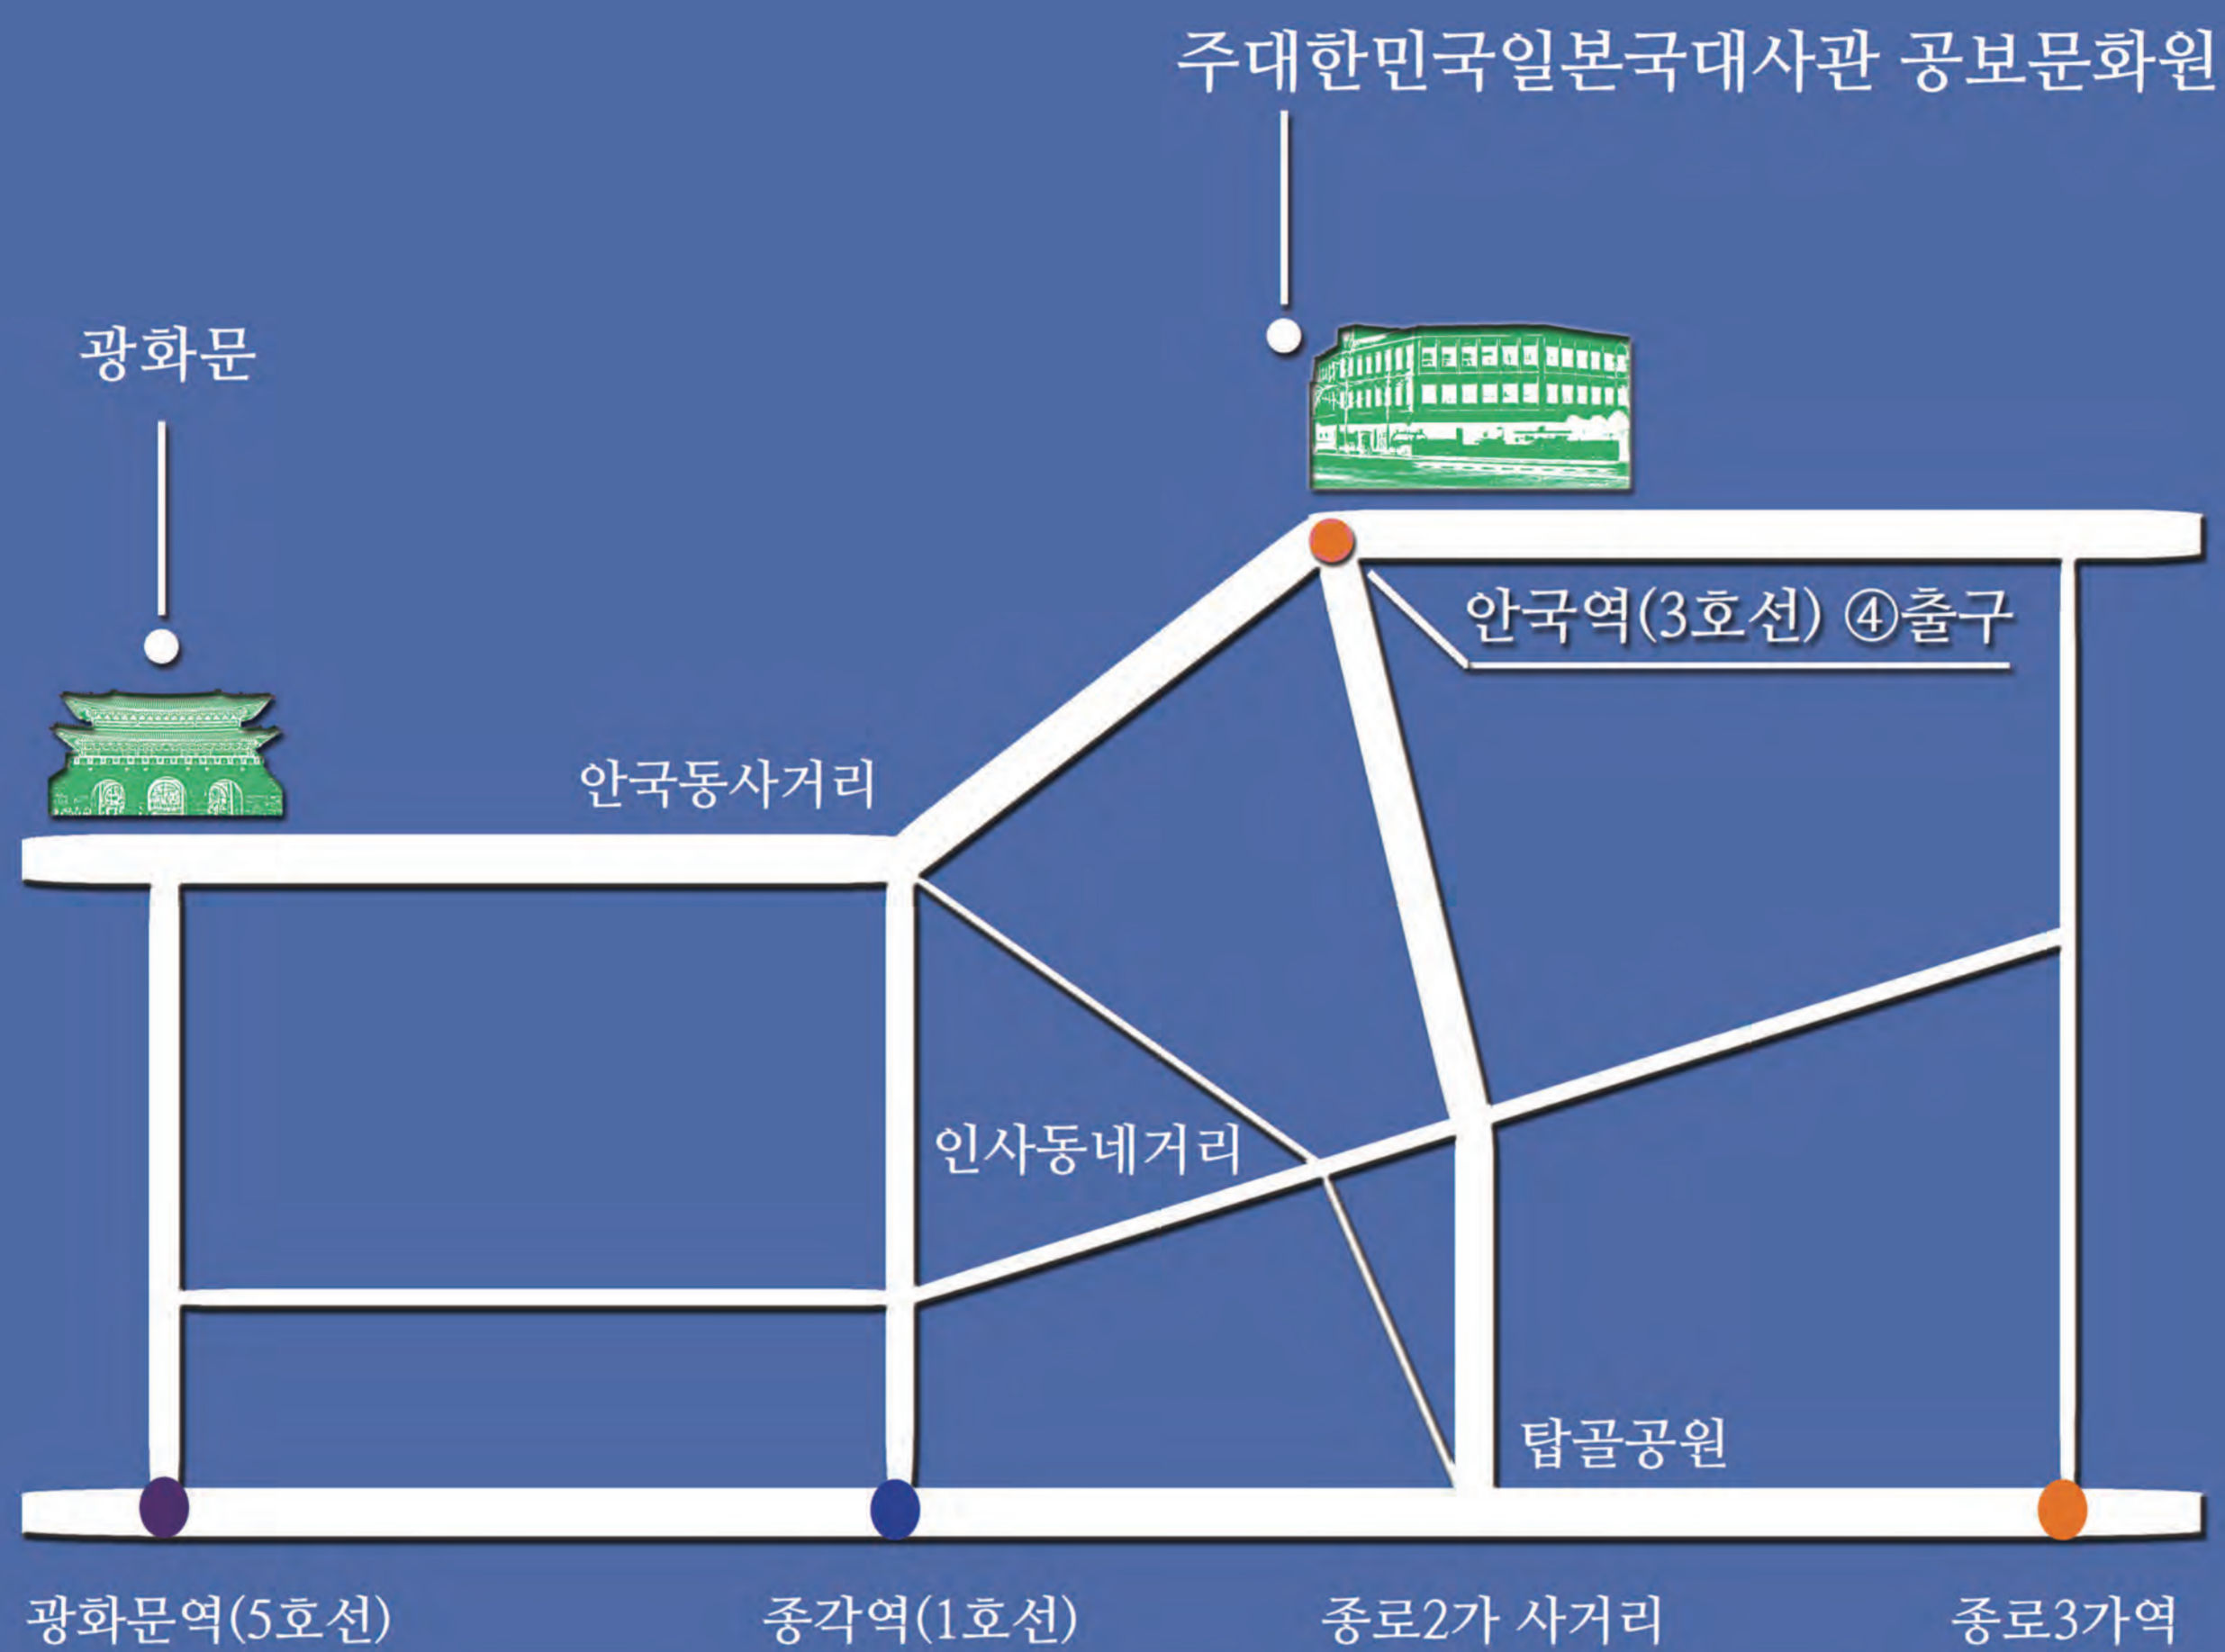 주대한민국일본국대사관 공보문화원
광화문
안국역(3호선) ④출구
안국동사거리
인사동네거리
탑골공원
광화문역(5호선)
종각역(1호선)
종로2가 사거리
종로3가역